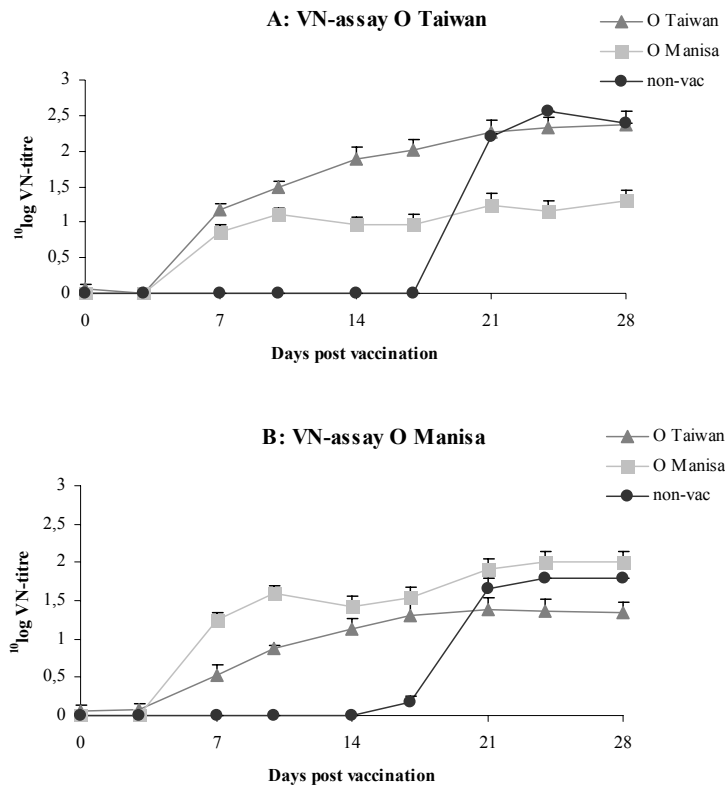 A: VN-assay O Taiwan
O Taiwan
O Manisa
non-vac
10log VN-titre
3
2,5
2
1,5
1
0,5
0
0 7 14 21 28
Days post vaccination
B: VN-assay O Manisa
O Taiwan
O Manisa
non-vac
10log VN-titre
3
2,5
2
1,5
1
0,5
0
0 7 14 21 28
Days post vaccination